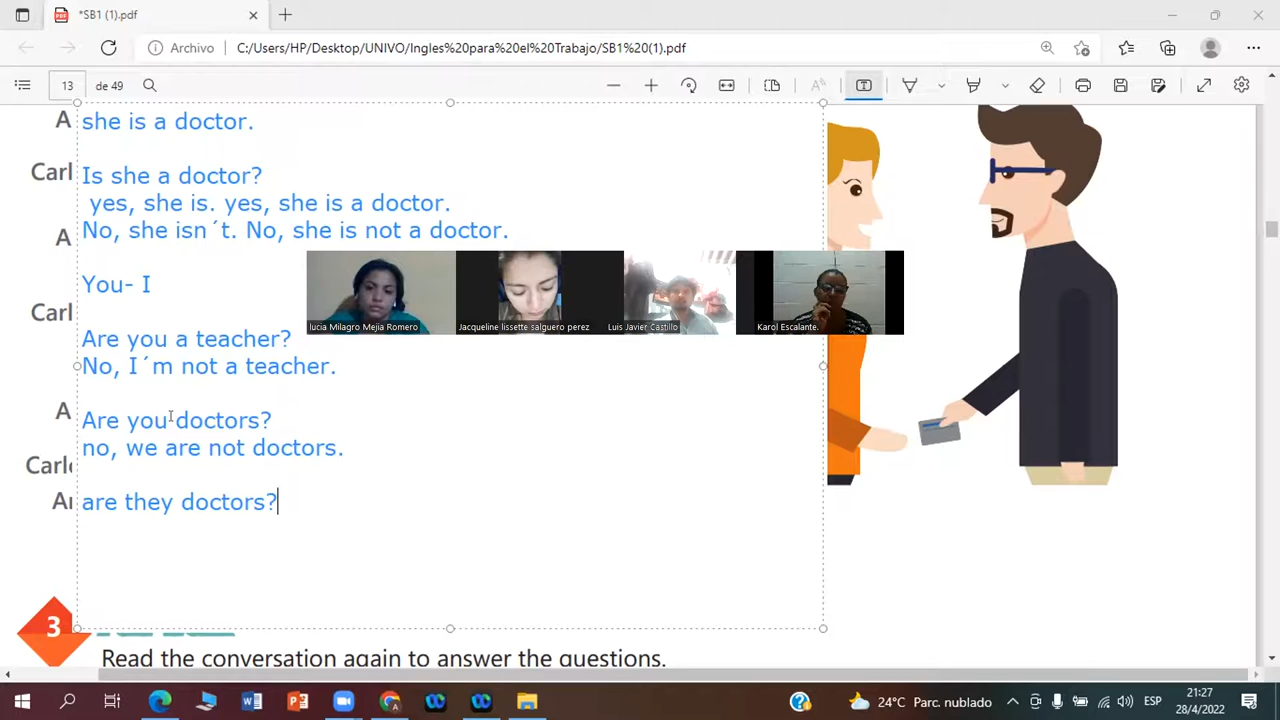 *SB1 (1).pdf
Archivo
C:/Users/HP/Desktop/UNIVO/Ingles%20para%20el%20Trabajo/SB1%20(1).pdf
13 de 49
A
she is a doctor.
Carl
Is she a doctor?
yes, she is. yes, she is a doctor.
A
No, she isn´t. No, she is not a doctor.
You- I
Carl
Are you a teacher?
No, I´m not a teacher.
lucia Milagro Mejia Romero
Jacqueline lissette salguero perez
Luis Javier Castillo
Karol Escalante.
A
Are you doctors?
no, we are not doctors.
Carlo
A
are they doctors?
3
Read the conversation again to answer the questions.
24°C Parc. nublado
ESP
21:27
28/4/2022